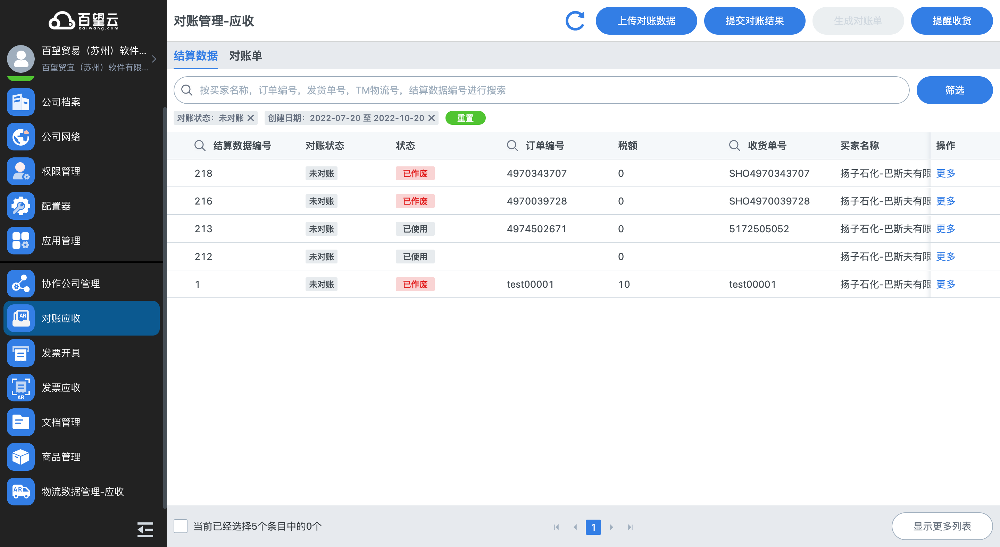 百望云
baiwang.com
百望贸易（苏州）软件...
百望贸宜（苏州）软件有限...
公司档案
公司网络
权限管理
配置器
应用管理
协作公司管理
AR
对账应收
发票开具
AR
发票应收
文档管理
商品管理
AR
物流数据管理-应收
对账管理-应收
上传对账数据
提交对账结果
生成对账单
提醒收货
结算数据 对账单
按买家名称，订单编号，发货单号，TM物流号，结算数据编号进行搜索
筛选
对账状态：未对账 创建日期：2022-07-20 至 2022-10-20 重置
结算数据编号 对账状态 状态 订单编号 税额 收货单号 买家名称 操作
218 未对账 已作废 4970343707 0 SHO4970343707 扬子石化-巴斯夫有限 更多
216 未对账 已作废 4970039728 0 SHO4970039728 扬子石化-巴斯夫有限 更多
213 未对账 已使用 4974502671 0 5172505052 扬子石化-巴斯夫有限 更多
212 未对账 已使用 0 扬子石化-巴斯夫有限 更多
1 未对账 已作废 test00001 10 test00001 扬子石化-巴斯夫有限 更多
当前已经选择5个条目中的0个
1
显示更多列表